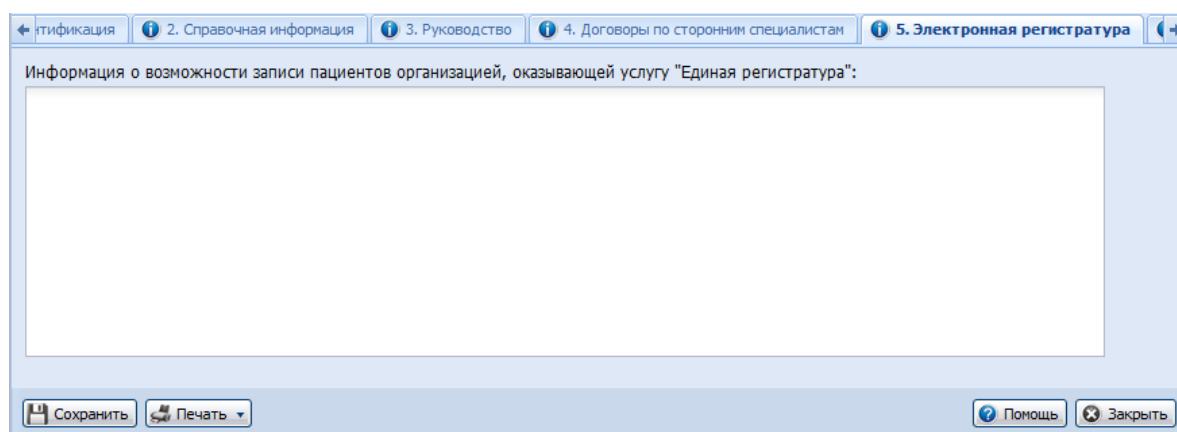 нтификация 2. Справочная информация 3. Руководство 4. Договоры по сторонним специалистам 5. Электронная регистратура
Информация о возможности записи пациентов организацией, оказывающей услугу "Единая регистратура":
Сохранить Печать Помощь Закрыть